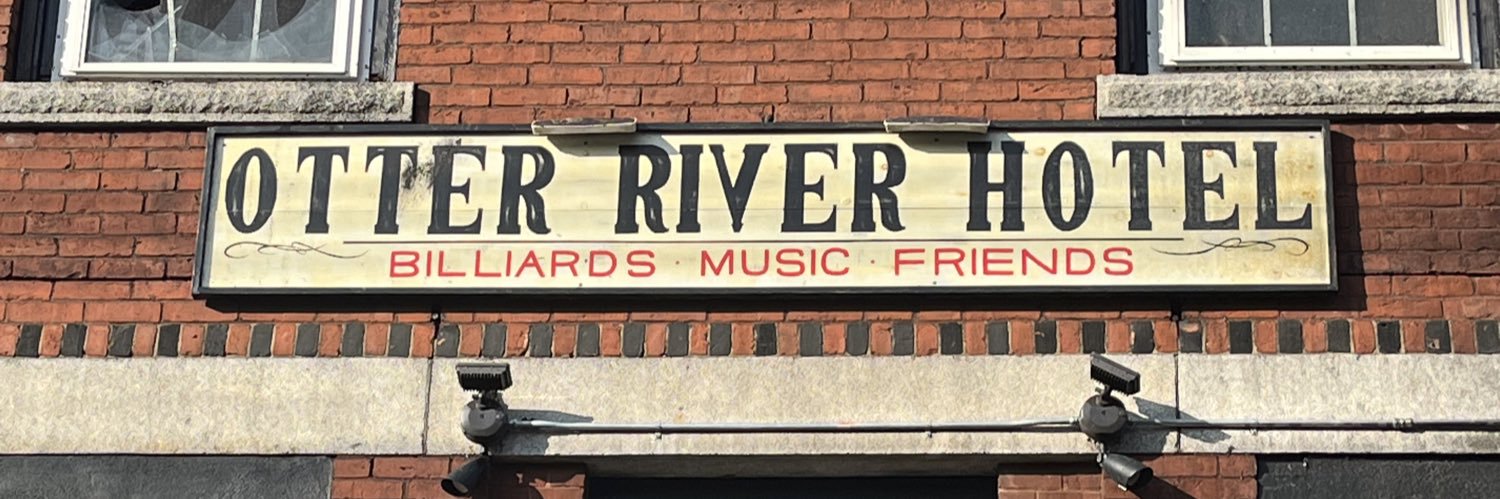 OTTER RIVER HOTEL
BILLIARDS · MUSIC · FRIENDS